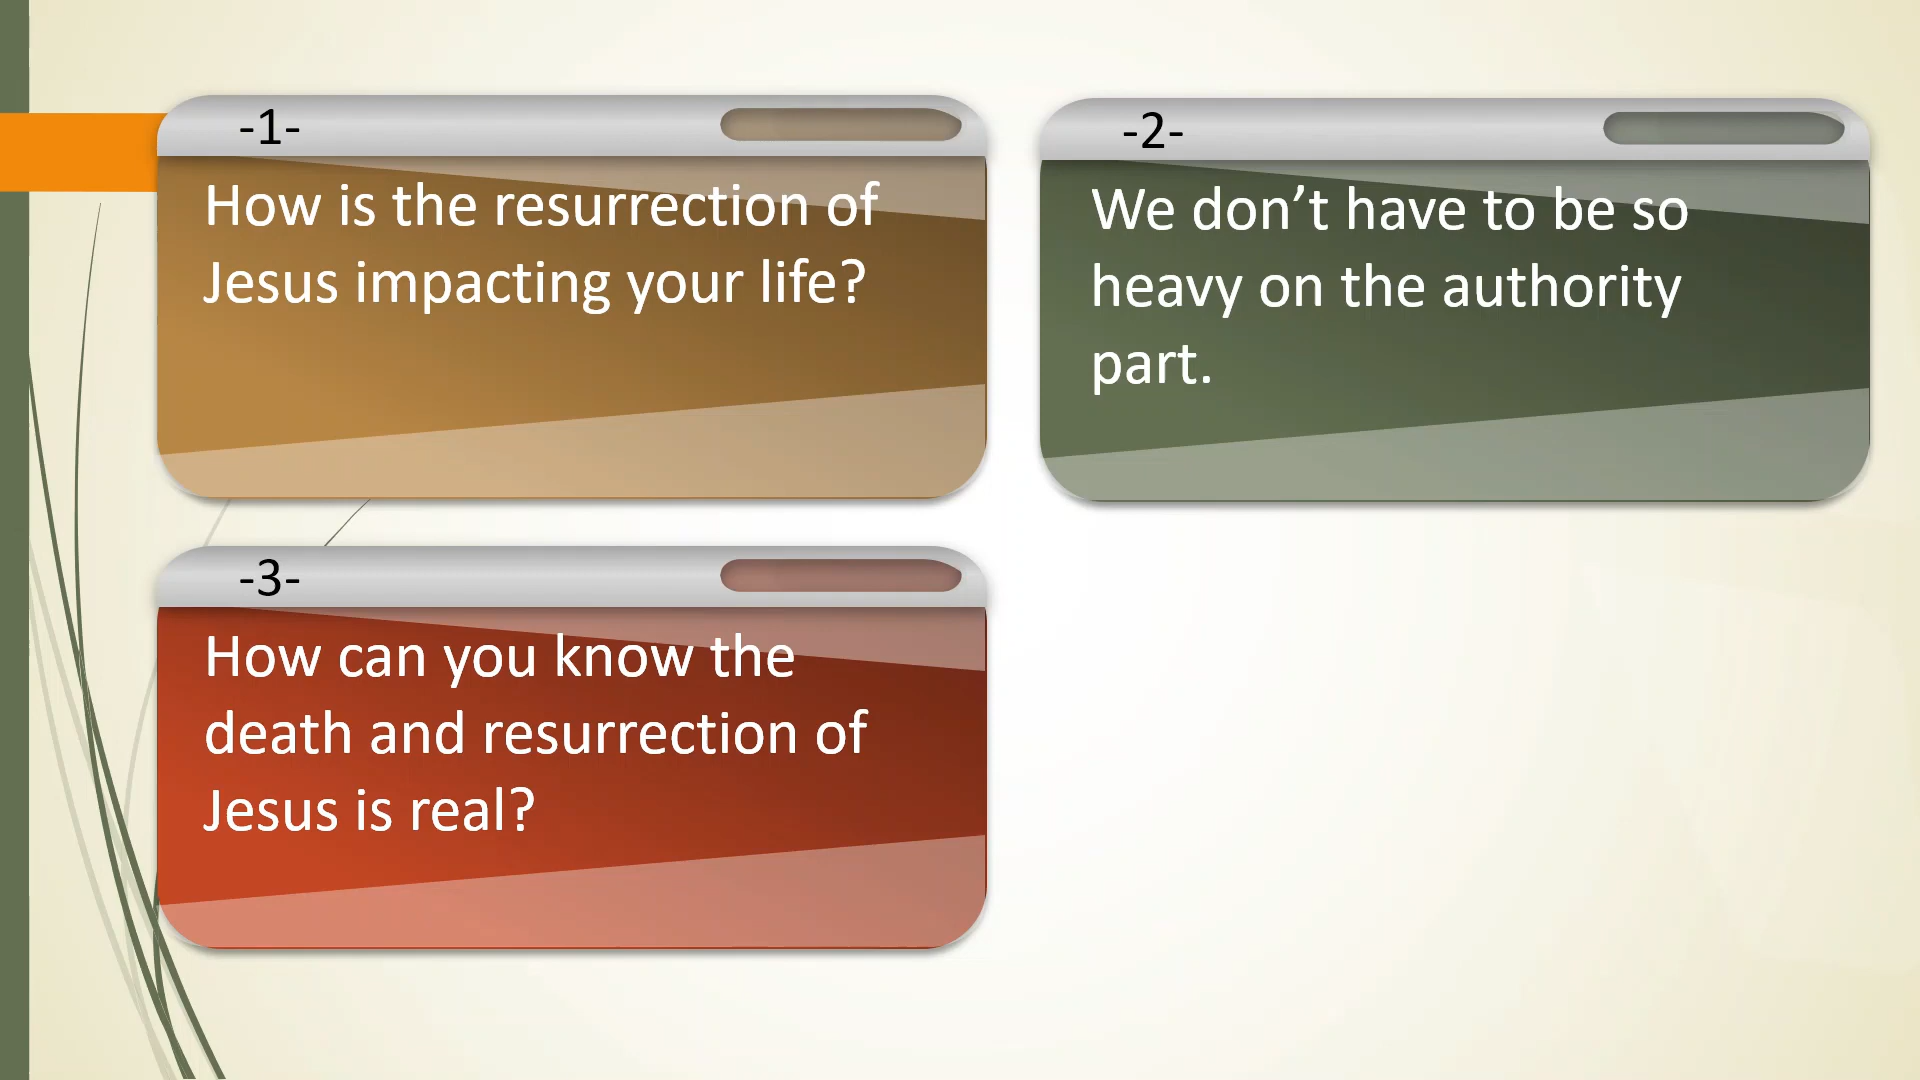 -1-
How is the resurrection of
Jesus impacting your life?
-2-
We don’t have to be so
heavy on the authority
part.
-3-
How can you know the
death and resurrection of
Jesus is real?